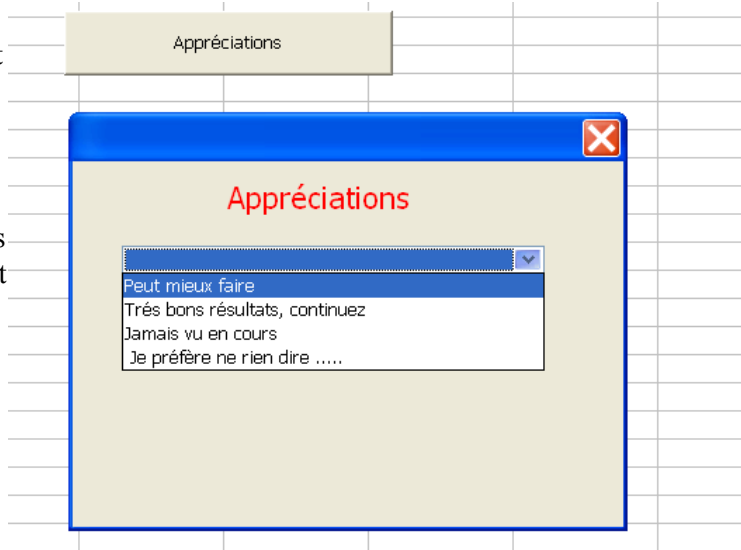 Appréciations
t
Appréciations
s
t
Peut mieux faire
Trés bons résultats, continuez
Jamais vu en cours
Je préfère ne rien dire .....